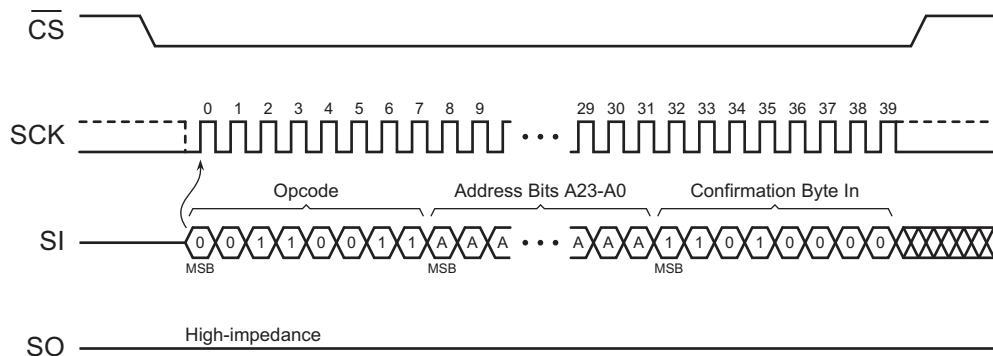 CS
0 1 2 3 4 5 6 7 8 9 29 30 31 32 33 34 35 36 37 38 39
SCK
Opcode Address Bits A23-A0 Confirmation Byte In
SI 0 0 1 1 0 0 1 1 A A A A A A 1 1 0 1 0 0 0 0
MSB MSB MSB
High-impedance
SO